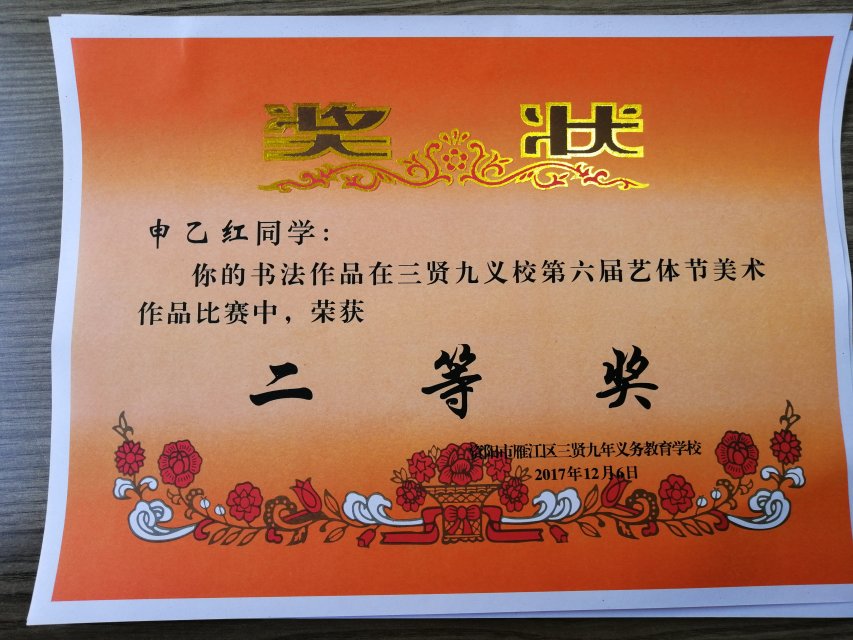 奖状
申乙红同学：
你的书法作品在三贤九义校第六届艺体节美术
作品比赛中，荣获
二等奖
资阳市雁江区三贤九年义务教育学校
2017年12月6日